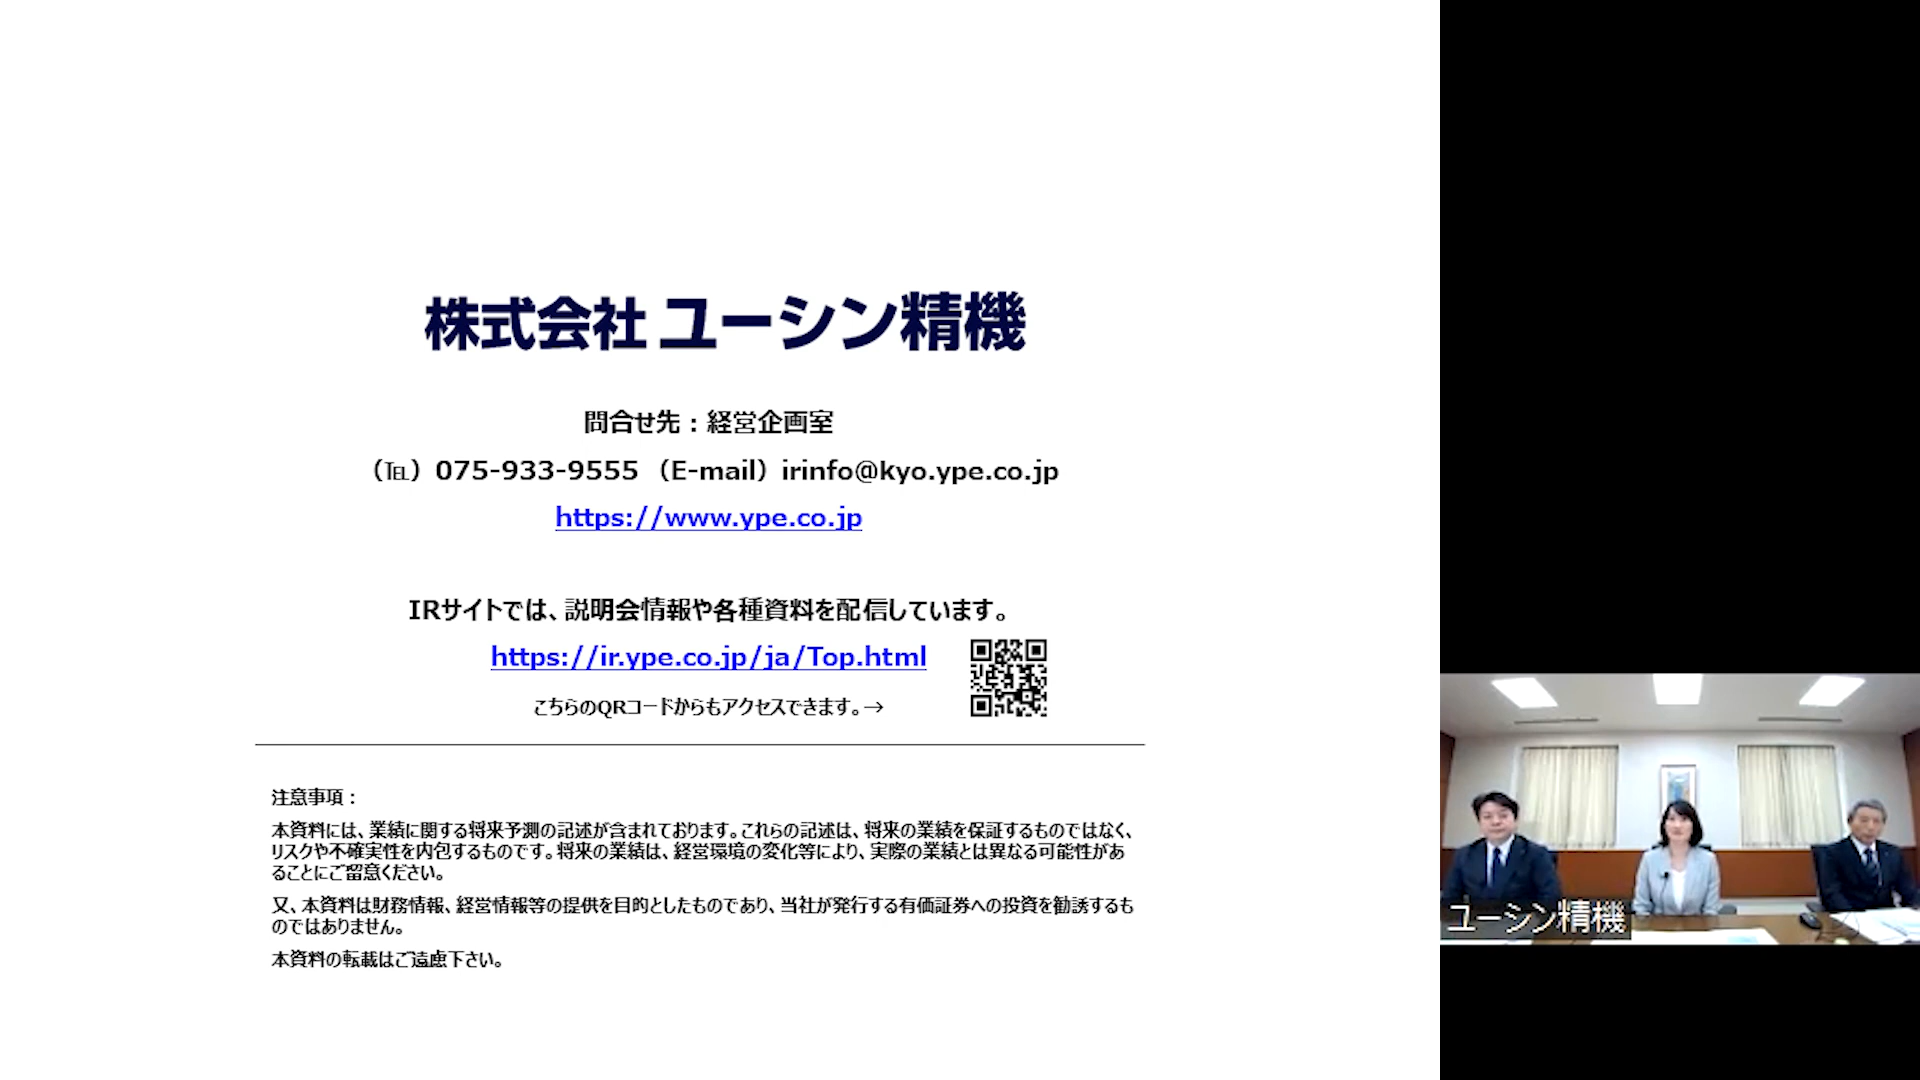 株式会社 ユーシン精機
問合せ先：経営企画室
（℡）075-933-9555 （E-mail）irinfo@kyo.ype.co.jp
https://www.ype.co.jp
IRサイトでは、説明会情報や各種資料を配信しています。
https://ir.ype.co.jp/ja/Top.html
こちらのQRコードからもアクセスできます。→
注意事項：
本資料には、業績に関する将来予測の記述が含まれております。これらの記述は、将来の業績を保証するものではなく、
リスクや不確実性を内包するものです。将来の業績は、経営環境の変化等により、実際の業績とは異なる可能性があ
ることにご留意ください。
又、本資料は財務情報、経営情報等の提供を目的としたものであり、当社が発行する有価証券への投資を勧誘するも
のではありません。
本資料の転載はご遠慮下さい。
ユーシン精機